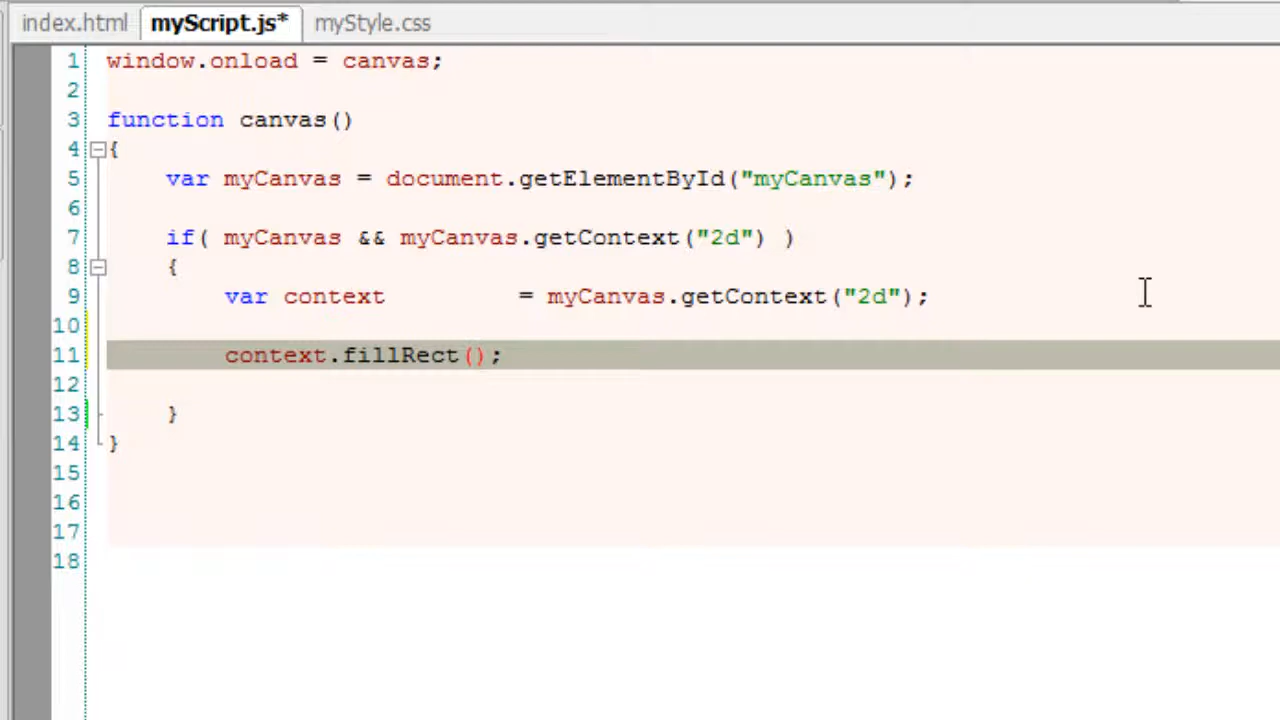 index.html myScript.js* myStyle.css
1 window.onload = canvas;
2
3 function canvas()
4 {
5 var myCanvas = document.getElementById("myCanvas");
6
7 if( myCanvas && myCanvas.getContext("2d") )
8 {
9 var context = myCanvas.getContext("2d");
10
11 context.fillRect();
12
13 }
14 }
15
16
17
18